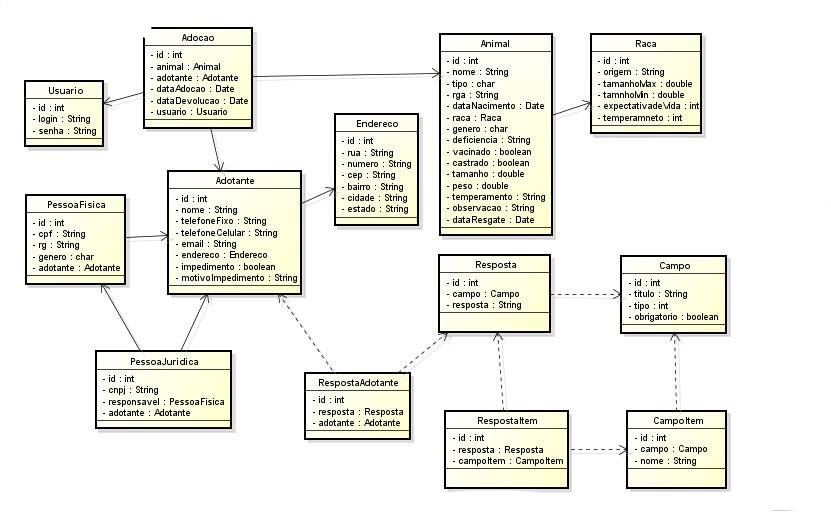 Adocao
- id : int
- animal : Animal
- adotante : Adotante
- dataAdocao : Date
- dataDevolucao : Date
- usuario : Usuario
Usuario
- id : int
- login : String
- senha : String
Animal
- id : int
- nome : String
- tipo : char
- rga : String
- dataNacimento : Date
- raca : Raca
- genero : char
- deficiencia : String
- vacinado : boolean
- castrado : boolean
- tamanho : double
- peso : double
- temperamento : String
- observacao : String
- dataResgate : Date
Raca
- id : int
- origem : String
- tamanhoMax : double
- tamnhoMin : double
- expectativadeVida : int
- temperamneto : int
Endereco
- id : int
- rua : String
- numero : String
- cep : String
- bairro : String
- cidade : String
- estado : String
Adotante
- id : int
- nome : String
- telefoneFixo : String
- telefoneCelular : String
- email : String
- endereco : Endereco
- impedimento : boolean
- motivoImpedimento : String
PessoaFisica
- id : int
- cpf : String
- rg : String
- genero : char
- adotante : Adotante
PessoaJuridica
- id : int
- cnpj : String
- responsavel : PessoaFisica
- adotante : Adotante
Resposta
- id : int
- campo : Campo
- resposta : String
Campo
- id : int
- titulo : String
- tipo : int
- obrigatorio : boolean
RespostaAdotante
- id : int
- resposta : Resposta
- adotante : Adotante
RespostaItem
- id : int
- resposta : Resposta
- campoItem : CampoItem
CampoItem
- id : int
- campo : Campo
- nome : String